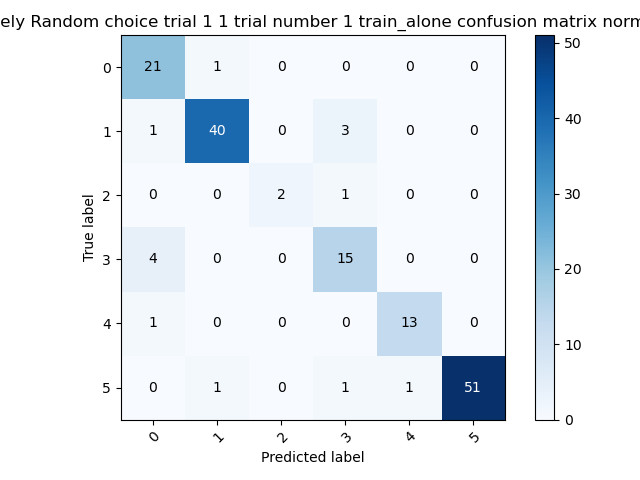 ely Random choice trial 1 1 trial number 1 train_alone confusion matrix norm
0 21 1 0 0 0 0
1 1 40 0 3 0 0
2 0 0 2 1 0 0
3 4 0 0 15 0 0
4 1 0 0 0 13 0
5 0 1 0 1 1 51
0 1 2 3 4 5
True label
Predicted label
50
40
30
20
10
0